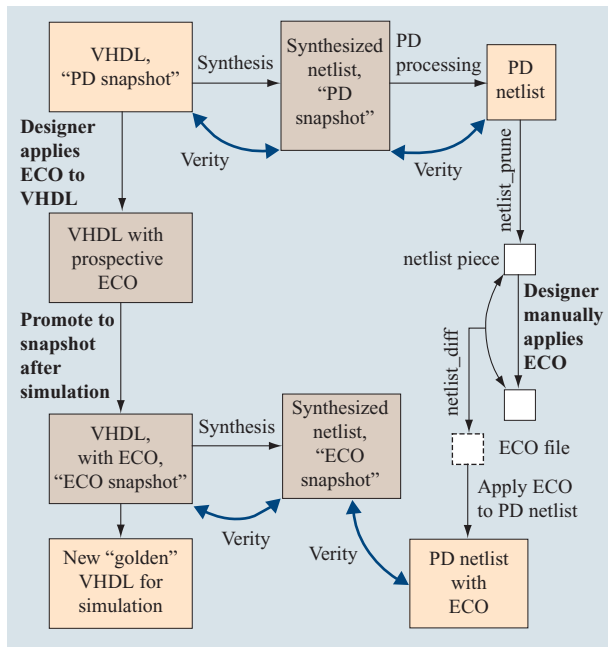 VHDL,
“PD snapshot”
Synthesis
Synthesized
netlist,
“PD
snapshot”
PD
processing
PD
netlist
Verity
Verity
Designer
applies
ECO to
VHDL
netlist_prune
VHDL with
prospective
ECO
netlist piece
Designer
manually
applies
ECO
Promote to
snapshot
after
simulation
netlist_diff
VHDL,
with ECO,
“ECO snapshot”
Synthesis
Synthesized
netlist,
“ECO
snapshot”
ECO file
Apply ECO
to PD netlist
Verity
Verity
New “golden”
VHDL for
simulation
PD netlist
with
ECO